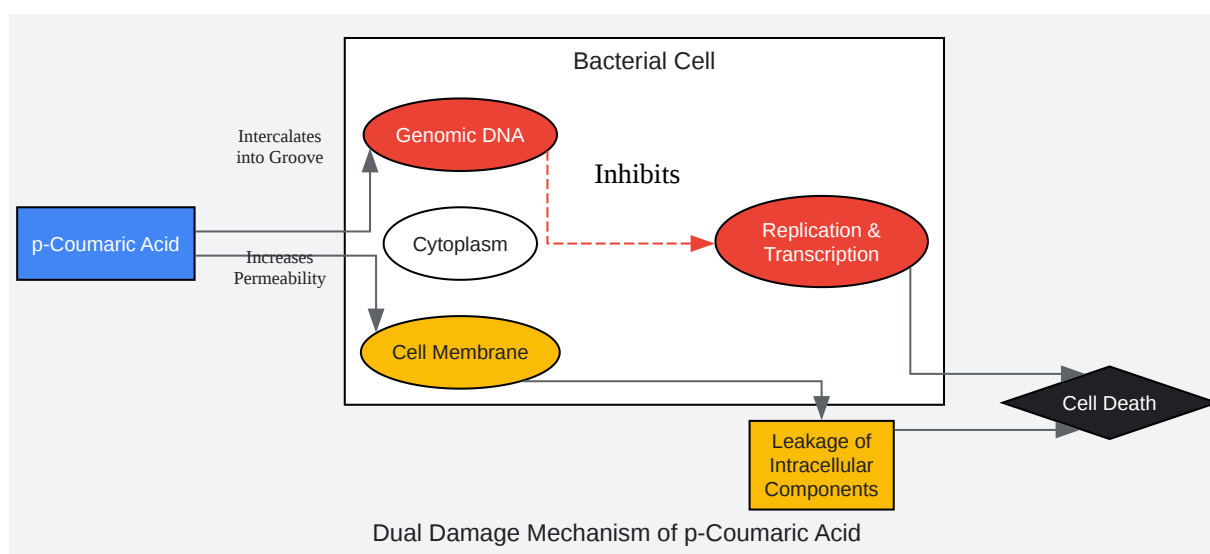 Bacterial Cell
Genomic DNA
Intercalates
into Groove
Inhibits
p-Coumaric Acid
Cytoplasm
Replication &
Transcription
Increases
Permeability
Cell Membrane
Cell Death
Leakage of
Intracellular
Components
Dual Damage Mechanism of p-Coumaric Acid